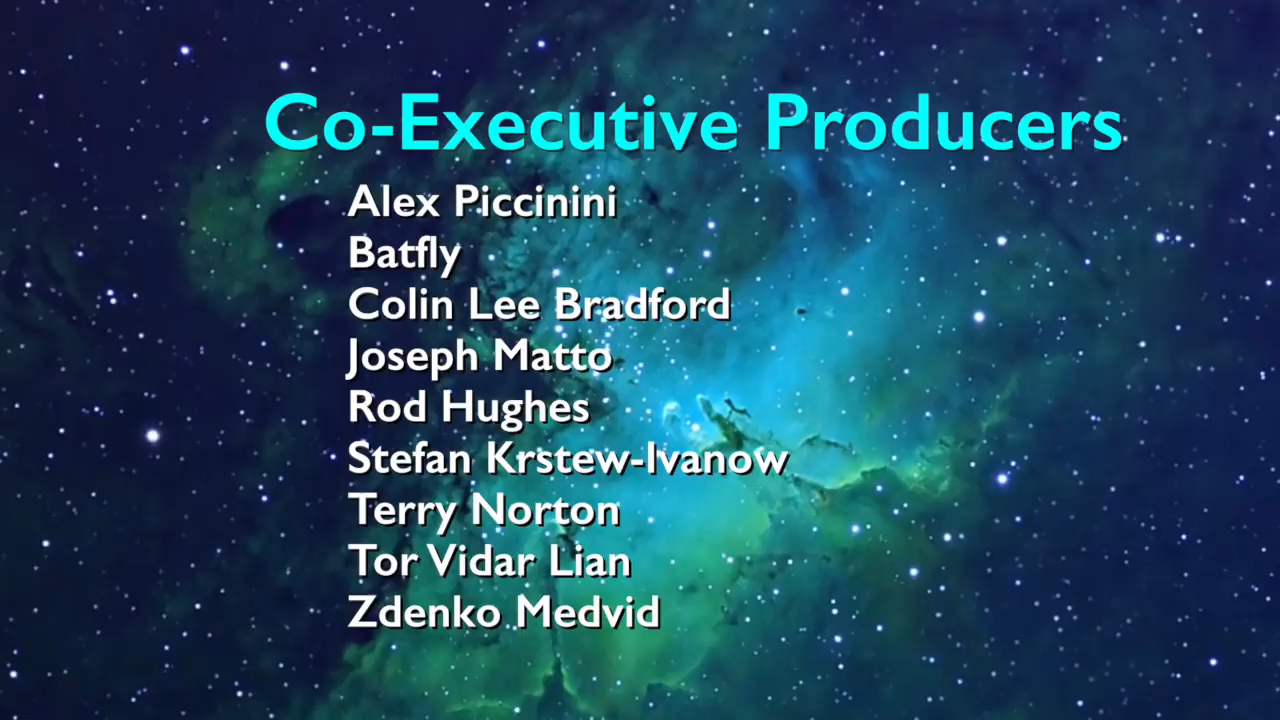 Co-Executive Producers
Alex Piccinini
Batfly
Colin Lee Bradford
Joseph Matto
Rod Hughes
Stefan Krstew-Ivanow
Terry Norton
Tor Vidar Lian
Zdenko Medvid